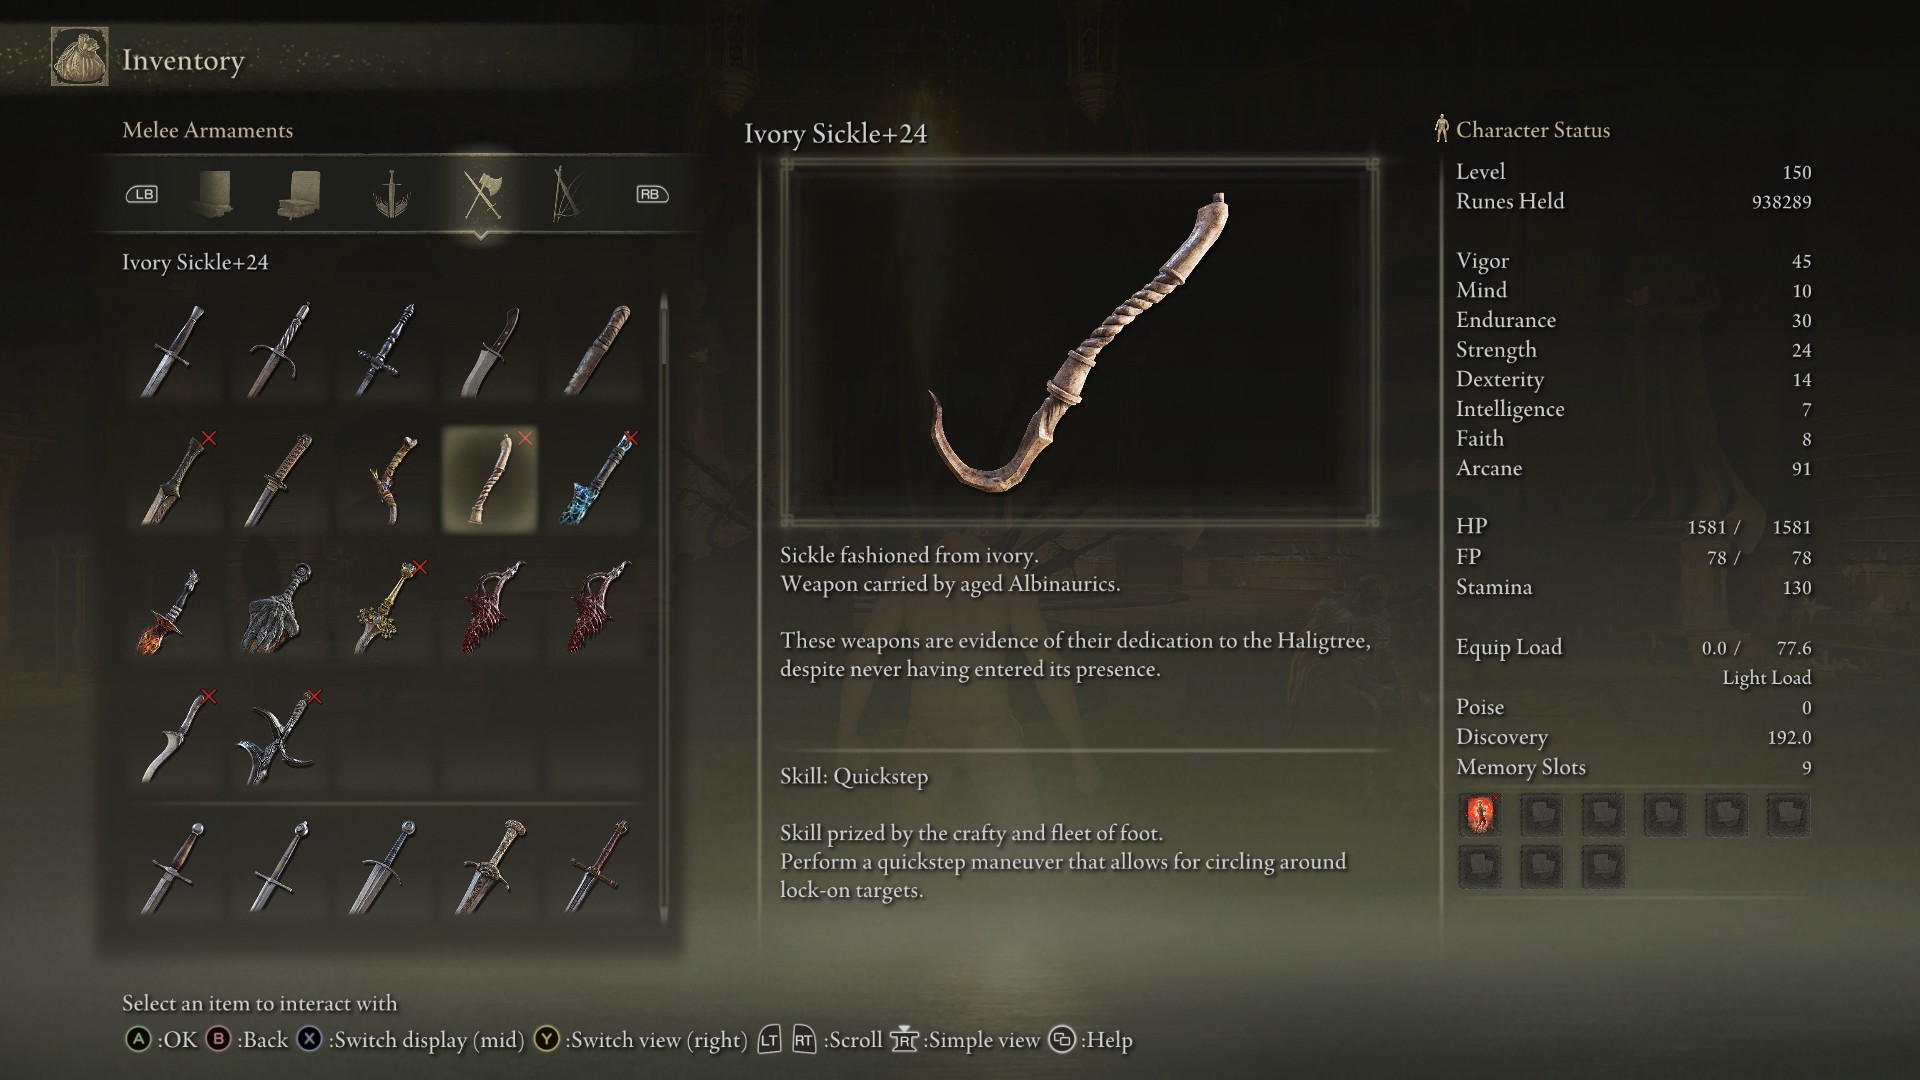 Inventory
Melee Armaments
LB
RB
Ivory Sickle+24
Ivory Sickle+24
Sickle fashioned from ivory.
Weapon carried by aged Albinaurics.
These weapons are evidence of their dedication to the Haligtree,
despite never having entered its presence.
Skill: Quickstep
Skill prized by the crafty and fleet of foot.
Perform a quickstep maneuver that allows for circling around
lock-on targets.
Character Status
Level 150
Runes Held 938289
Vigor 45
Mind 10
Endurance 30
Strength 24
Dexterity 14
Intelligence 7
Faith 8
Arcane 91
HP 1581 / 1581
FP 78 / 78
Stamina 130
Equip Load 0.0 / 77.6
Light Load
Poise 0
Discovery 192.0
Memory Slots 9
Select an item to interact with
A :OK B :Back X :Switch display (mid) Y :Switch view (right) LT RT :Scroll R :Simple view :Help